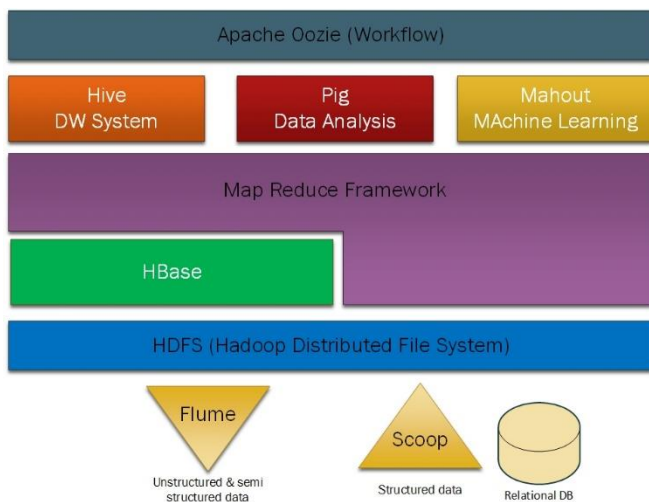 Apache Oozie (Workflow)
Hive
DW System
Pig
Data Analysis
Mahout
MAchine Learning
Map Reduce Framework
HBase
HDFS (Hadoop Distributed File System)
Flume
Scoop
Unstructured & semi
structured data
Structured data
Relational DB